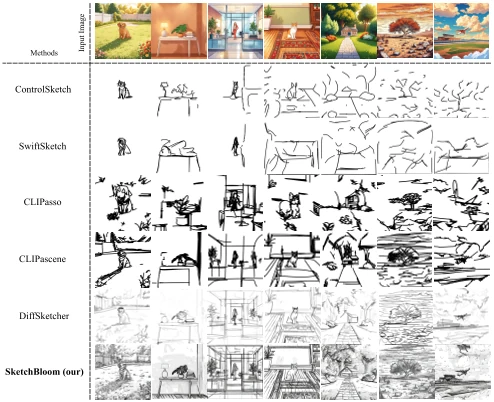 Input Image
Methods
ControlSketch
SwiftSketch
CLIPasso
CLIPascene
DiffSketcher
SketchBloom (our)